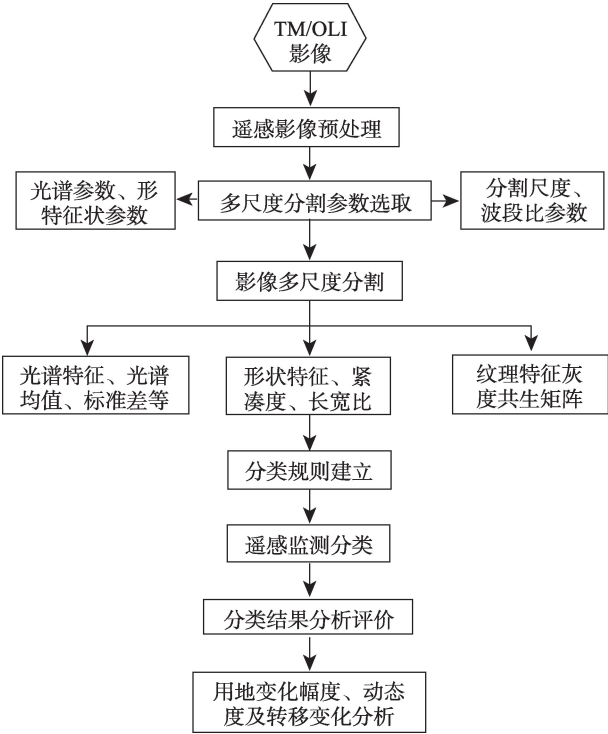 TM/OLI
影像
遥感影像预处理
光谱参数、形
特征状参数
多尺度分割参数选取
分割尺度、
波段比参数
影像多尺度分割
光谱特征、光谱
均值、标准差等
形状特征、紧
凑度、长宽比
纹理特征灰
度共生矩阵
分类规则建立
遥感监测分类
分类结果分析评价
用地变化幅度、动态
度及转移变化分析